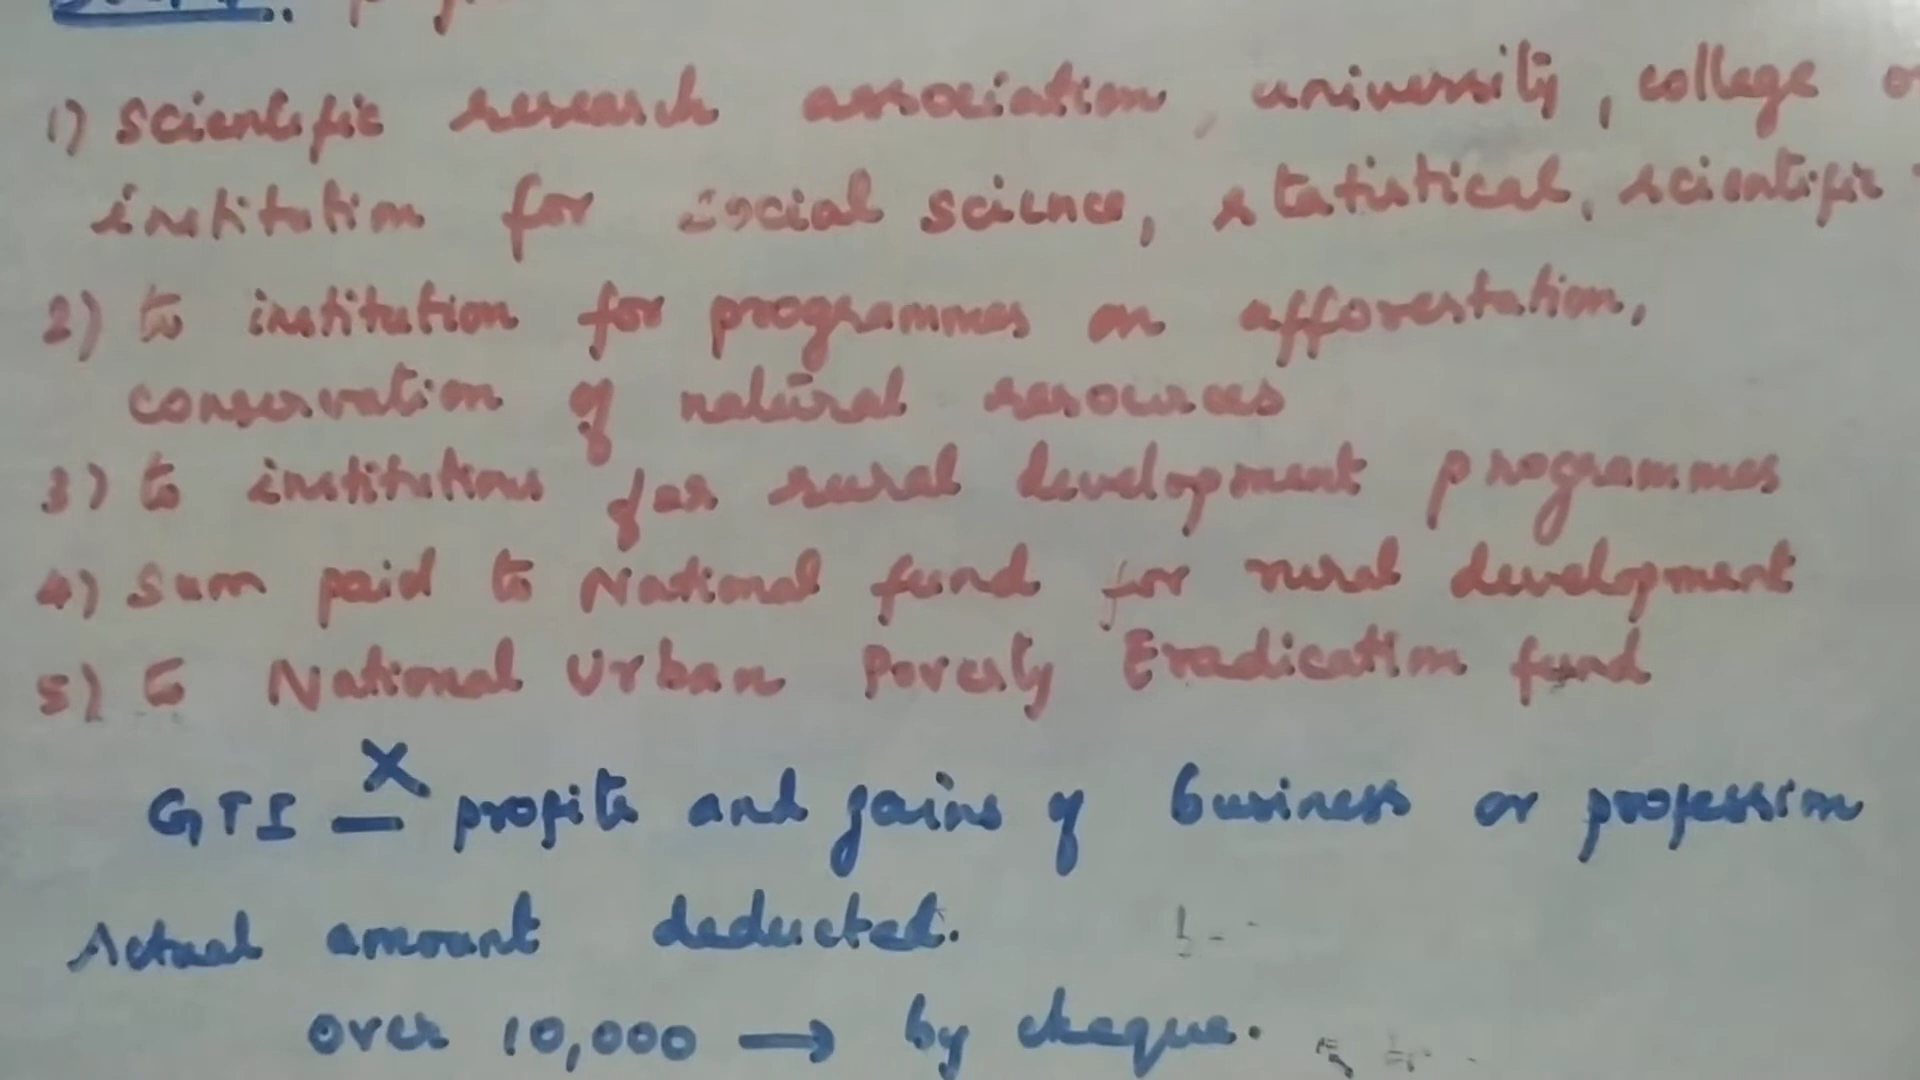 1) Scientific research association, university, college or
institution for social science, statistical, scientific
2) to institution for programmes on afforestation,
conservation of natural resources
3) to institutions for rural development programmes
4) Sum paid to National fund for rural development
5) to National Urban Poverty Eradication fund
X
GTI — profits and gains of business or profession
Actual amount deducted.
over 10,000 → by cheque.